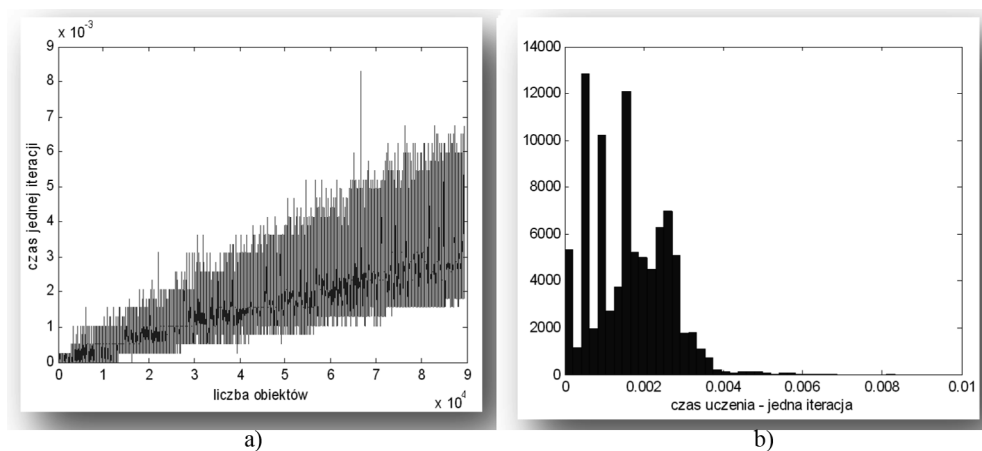 x 10⁻³
9
8
7
6
5
4
3
2
1
0
czas jednej iteracji
0 1 2 3 4 5 6 7 8 9
liczba obiektów
x 10⁴
a)
14000
12000
10000
8000
6000
4000
2000
0
0 0.002 0.004 0.006 0.008 0.01
czas uczenia - jedna iteracja
b)